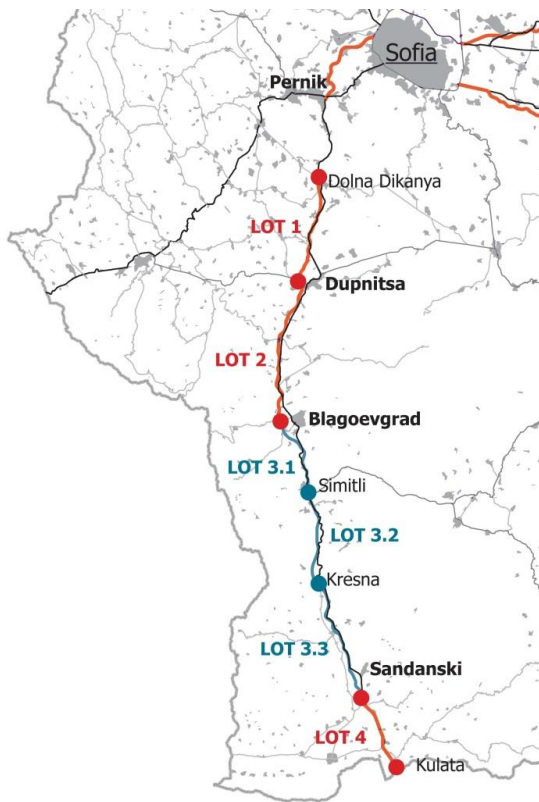 Sofia
Pernik
Dolna Dikanya
LOT 1
Dupnitsa
LOT 2
Blagoevgrad
LOT 3.1
Simitli
LOT 3.2
Kresna
LOT 3.3
Sandanski
LOT 4
Kulata